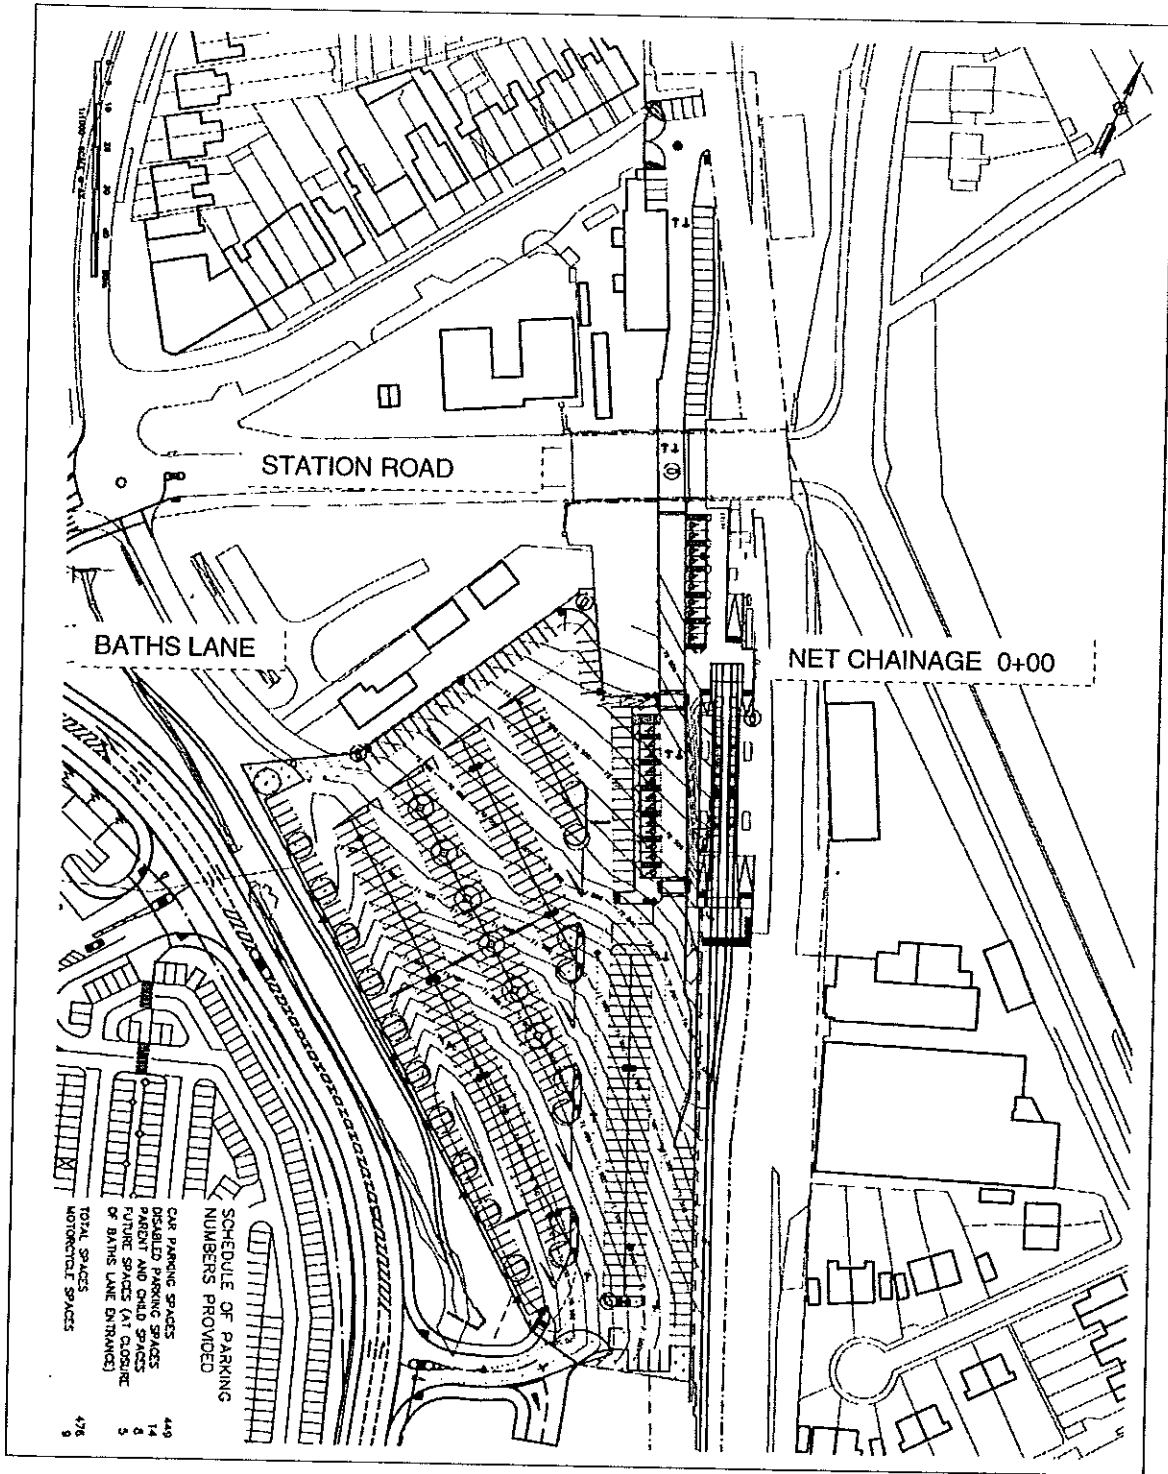 STATION ROAD
BATHS LANE
NET CHAINAGE 0+00
SCHEDULE OF PARKING
NUMBERS PROVIDED
CAR PARKING SPACES 449
DISABLED PARKING SPACES 14
PARENT AND CHILD SPACES 8
FUTURE SPACES (AT CLOSURE
OF BATHS LANE ENTRANCE) 5
TOTAL SPACES 476
MOTORCYCLE SPACES 9